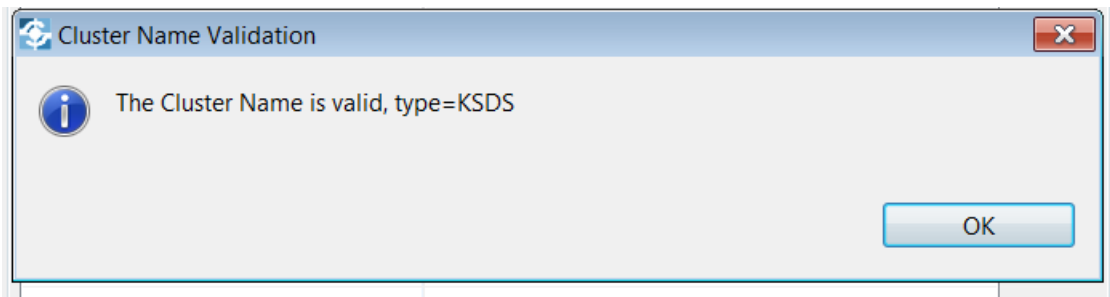 Cluster Name Validation
The Cluster Name is valid, type=KSDS
OK